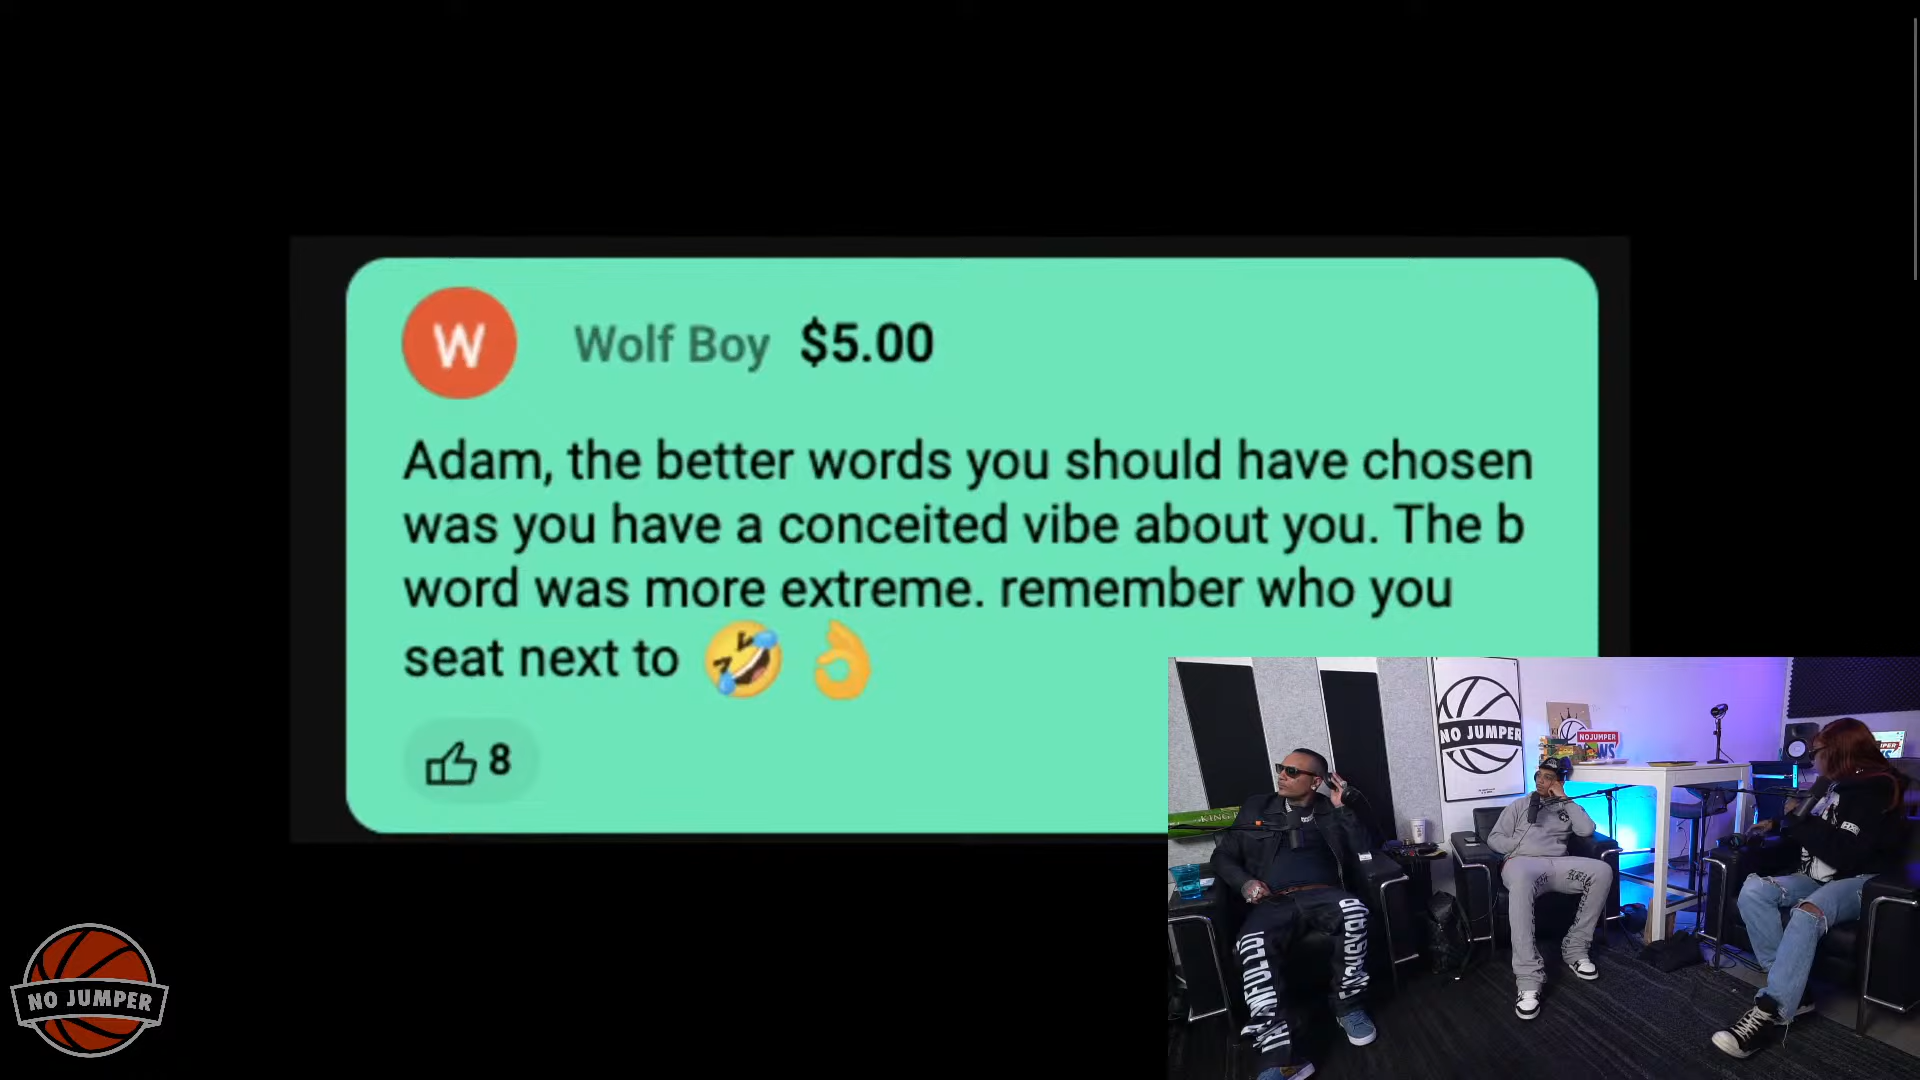 W
Wolf Boy $5.00
Adam, the better words you should have chosen
was you have a conceited vibe about you. The b
word was more extreme. remember who you
seat next to 🤣 👌
8
NO JUMPER
NO JUMPER
NOJUMPER